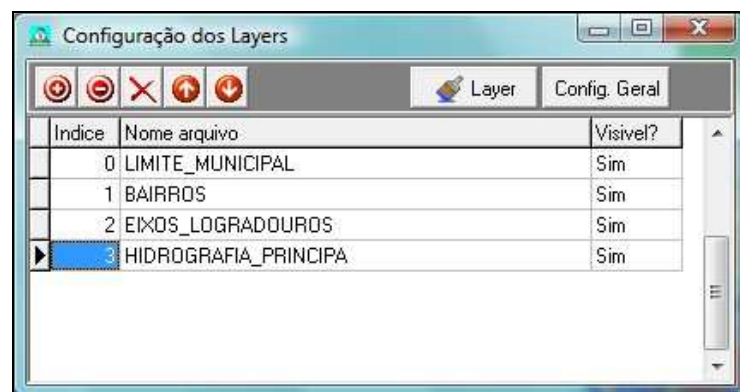 Configuração dos Layers
Layer Config. Geral
Indice Nome arquivo Visivel?
0 LIMITE_MUNICIPAL Sim
1 BAIRROS Sim
2 EIXOS_LOGRADOUROS Sim
3 HIDROGRAFIA_PRINCIPA Sim